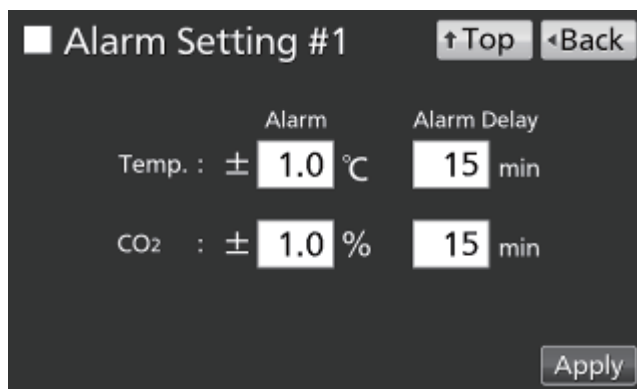 Alarm Setting #1 ↑Top ◂Back
Alarm Alarm Delay
Temp. : ± 1.0 ℃ 15 min
CO2 : ± 1.0 % 15 min
Apply